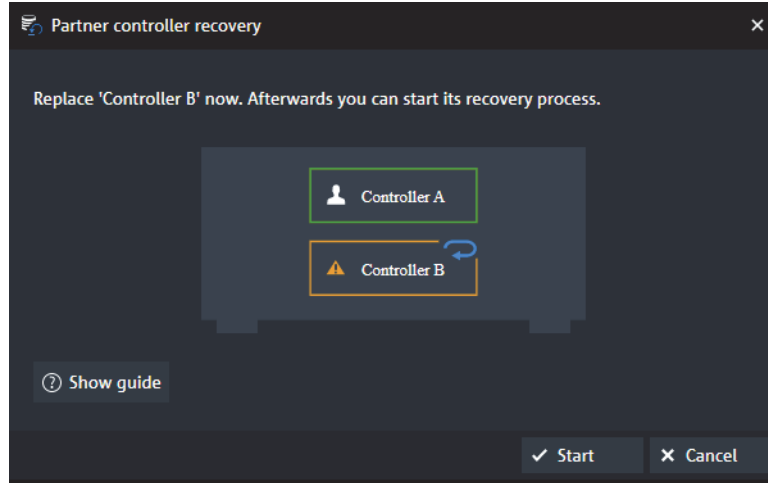 Partner controller recovery
Replace 'Controller B' now. Afterwards you can start its recovery process.
Controller A
Controller B
Show guide
Start
Cancel